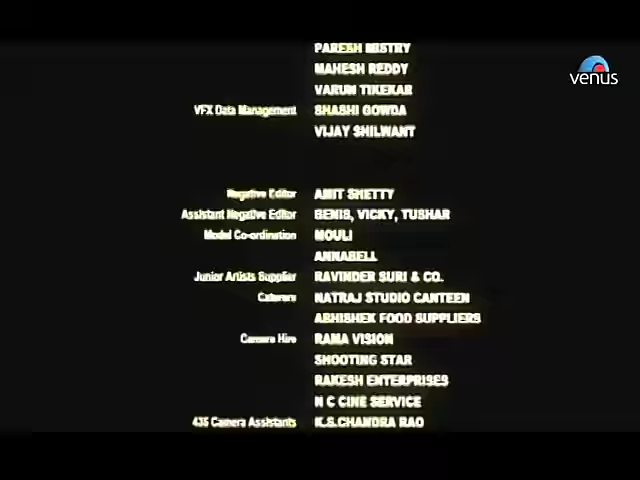 PARESH MISTRY
venus
MAHESH REDDY
VARUN TIKEKAR
VFX Data Management SHASHI GOWDA
VIJAY SHILWANT
Negative Editor AMIT SHETTY
Assistant Negative Editor BENIS, VICKY, TUSHAR
Model Co-ordination MOULI
ANNABELL
Junior Artists Supplier RAVINDER SURI & CO.
Caterers NATRAJ STUDIO CANTEEN
ABHISHEK FOOD SUPPLIERS
Camera Hire RAMA VISION
SHOOTING STAR
RAKESH ENTERPRISES
N C CINE SERVICE
435 Camera Assistants K.S.CHANDRA RAO